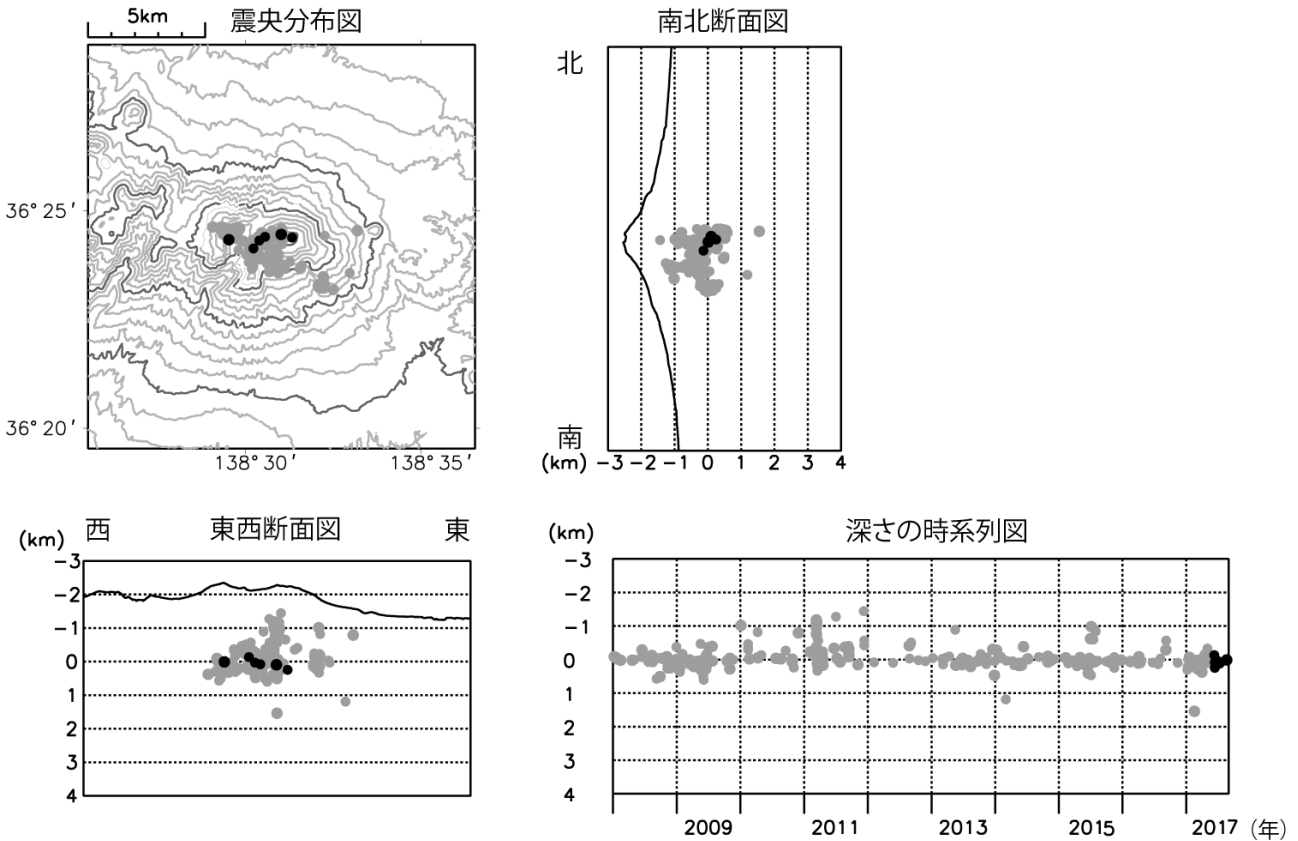 5km
震央分布図
36° 25′
36° 20′
138° 30′
138° 35′
南北断面図
北
南
(km)
-3
-2
-1
0
1
2
3
4
(km)
西
東西断面図
東
-3
-2
-1
0
1
2
3
4
(km)
深さの時系列図
-3
-2
-1
0
1
2
3
4
2009
2011
2013
2015
2017
（年）